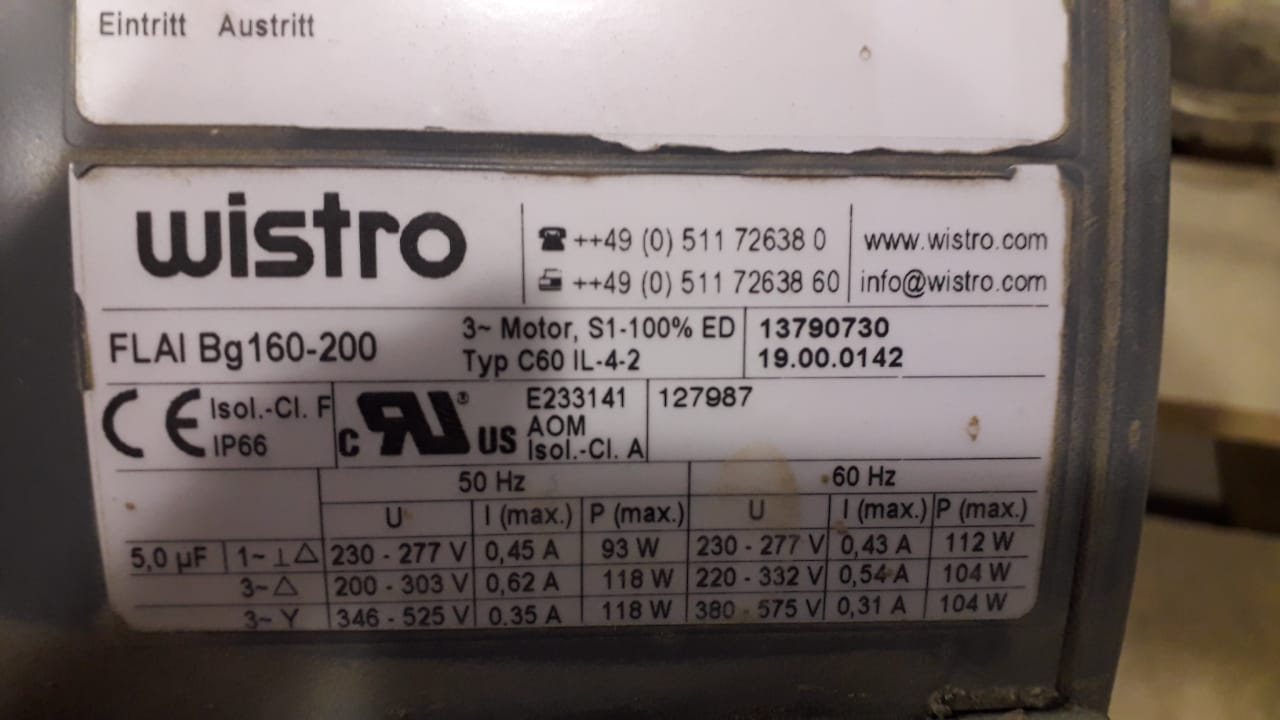 Eintritt Austritt
wistro
++49 (0) 511 72638 0
++49 (0) 511 72638 60
www.wistro.com
info@wistro.com
FLAI Bg160-200
3~ Motor, S1-100% ED
Typ C60 IL-4-2
13790730
19.00.0142
CE Isol.-Cl. F
IP66
c RU ® US
E233141
AOM
Isol.-Cl. A
127987
50 Hz 60 Hz
U I (max.) P (max.) U I (max.) P (max.)
5,0 µF 1~ ⊥ △ 230 - 277 V 0,45 A 93 W 230 - 277 V 0,43 A 112 W
3~ △ 200 - 303 V 0,62 A 118 W 220 - 332 V 0,54 A 104 W
3~ Y 346 - 525 V 0.35 A 118 W 380 - 575 V 0,31 A 104 W